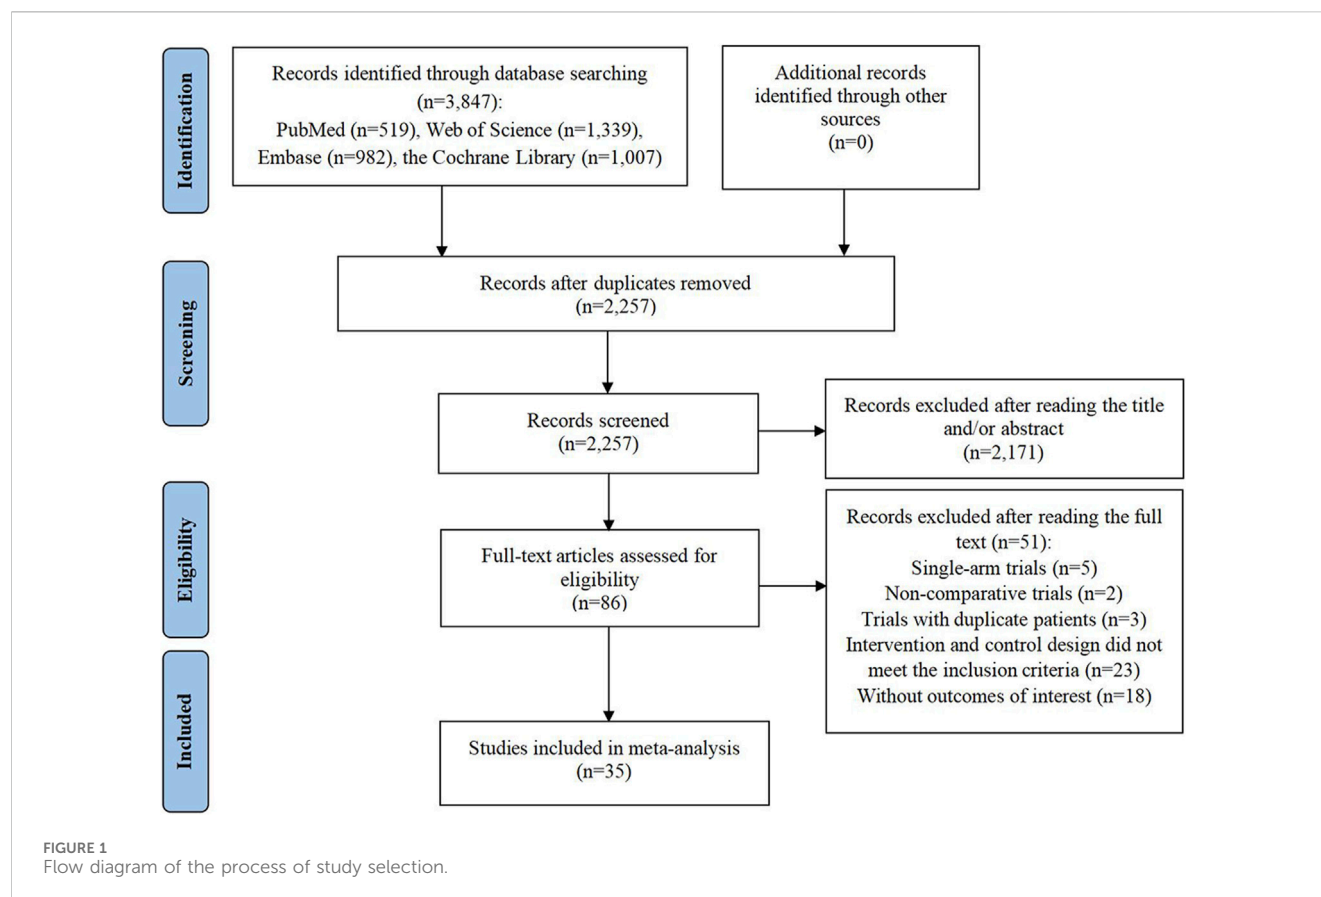 Identification
Records identified through database searching
(n=3,847):
PubMed (n=519), Web of Science (n=1,339),
Embase (n=982), the Cochrane Library (n=1,007)
Additional records
identified through other
sources
(n=0)
Screening
Records after duplicates removed
(n=2,257)
Records screened
(n=2,257)
Records excluded after reading the title
and/or abstract
(n=2,171)
Eligibility
Full-text articles assessed for
eligibility
(n=86)
Records excluded after reading the full
text (n=51):
Single-arm trials (n=5)
Non-comparative trials (n=2)
Trials with duplicate patients (n=3)
Intervention and control design did not
meet the inclusion criteria (n=23)
Without outcomes of interest (n=18)
Included
Studies included in meta-analysis
(n=35)
FIGURE 1
Flow diagram of the process of study selection.